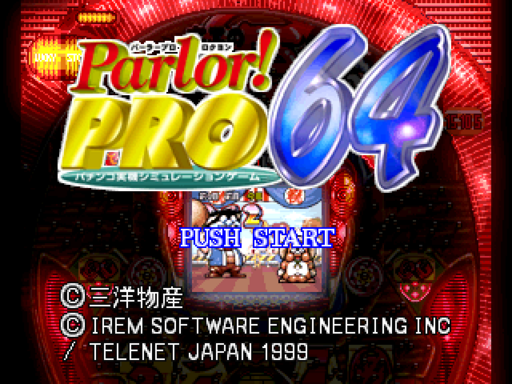 パーラープロ・ロクヨン
Parlor!
PRO 64
パチンコ実機シミュレーションゲーム
PUSH START
©三洋物産
©IREM SOFTWARE ENGINEERING INC
/ TELENET JAPAN 1999